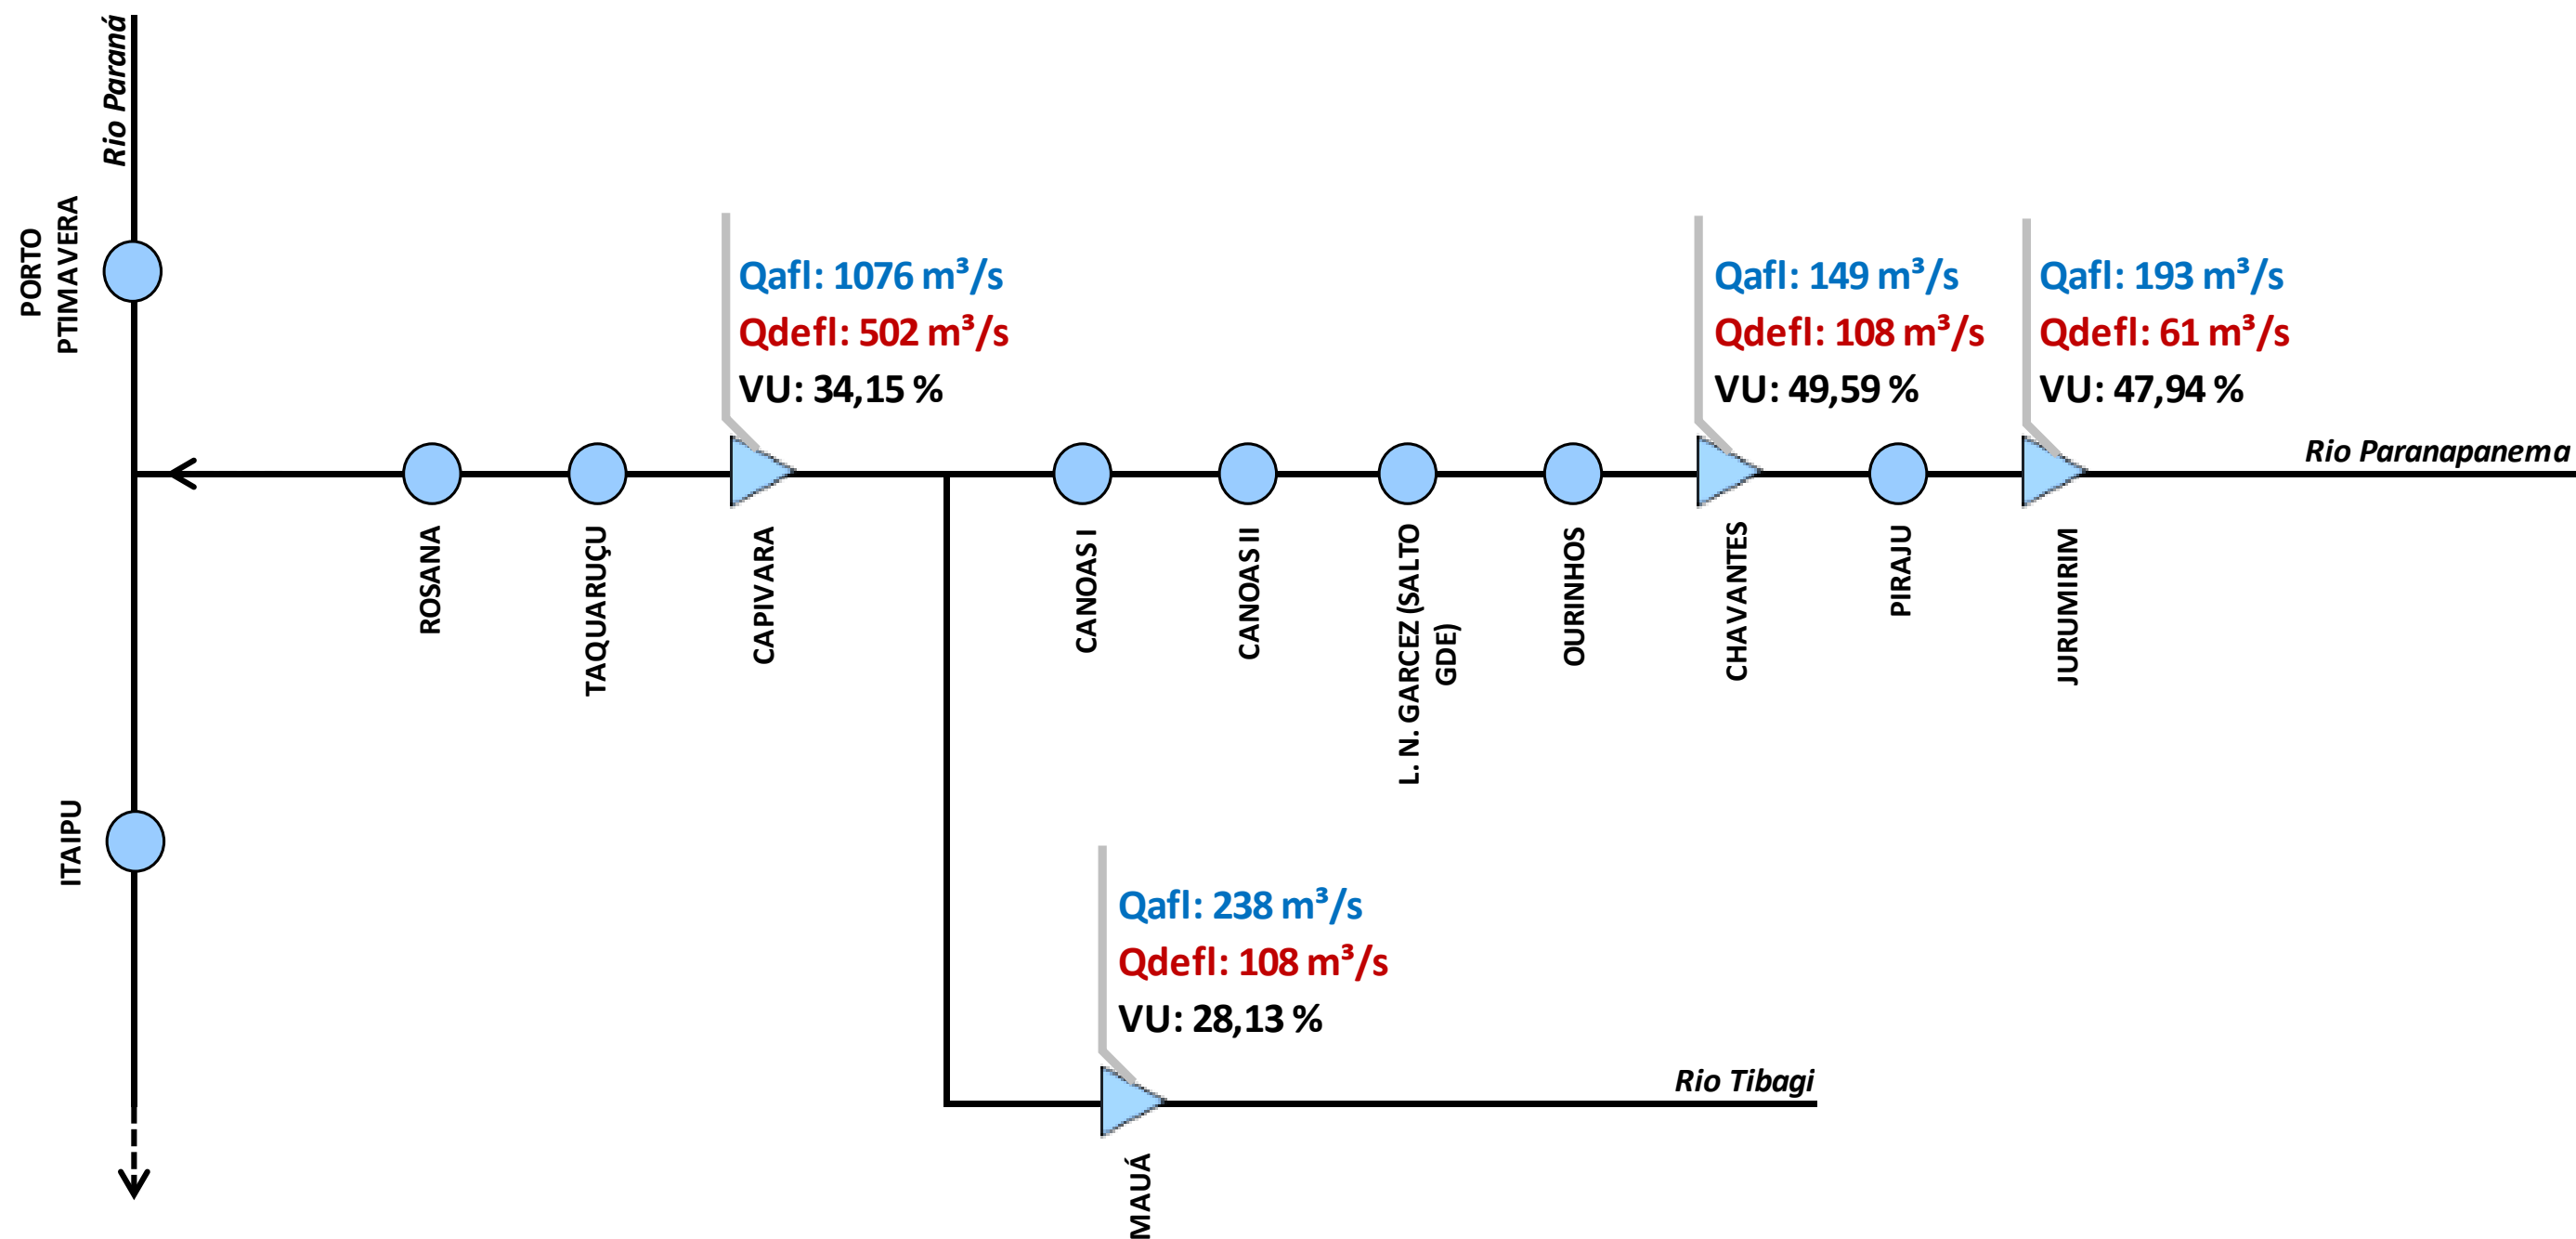 Rio Paraná
PORTO
PTIMAVERA
Qafl: 1076 m³/s
Qdefl: 502 m³/s
VU: 34,15 %
Qafl: 149 m³/s
Qdefl: 108 m³/s
VU: 49,59 %
Qafl: 193 m³/s
Qdefl: 61 m³/s
VU: 47,94 %
Rio Paranapanema
ROSANA
TAQUARUÇU
CAPIVARA
CANOAS I
CANOAS II
L. N. GARCEZ (SALTO
GDE)
OURINHOS
CHAVANTES
PIRAJU
JURUMIRIM
ITAIPU
Qafl: 238 m³/s
Qdefl: 108 m³/s
VU: 28,13 %
Rio Tibagi
MAUÁ